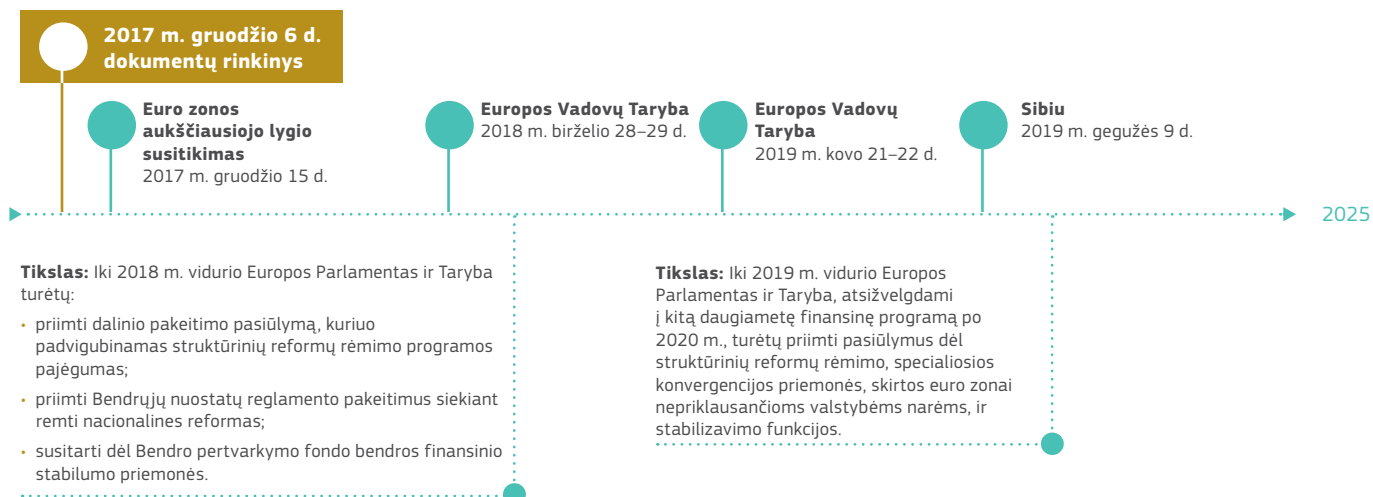 2017 m. gruodžio 6 d.
dokumentų rinkinys
Euro zonos
aukščiausiojo lygio
susitikimas
2017 m. gruodžio 15 d.
Europos Vadovų Taryba
2018 m. birželio 28–29 d.
Europos Vadovų
Taryba
2019 m. kovo 21–22 d.
Sibiu
2019 m. gegužės 9 d.
2025
Tikslas: Iki 2018 m. vidurio Europos Parlamentas ir Taryba
turėtų:
• priimti dalinio pakeitimo pasiūlymą, kuriuo
padvigubinamas struktūrinių reformų rėmimo programos
pajėgumas;
• priimti Bendrųjų nuostatų reglamento pakeitimus siekiant
remti nacionalines reformas;
• susitarti dėl Bendro pertvarkymo fondo bendros finansinio
stabilumo priemonės.
Tikslas: Iki 2019 m. vidurio Europos
Parlamentas ir Taryba, atsižvelgdami
į kitą daugiametę finansinę programą po
2020 m., turėtų priimti pasiūlymus dėl
struktūrinių reformų rėmimo, specialiosios
konvergencijos priemonės, skirtos euro zonai
nepriklausančioms valstybėms narėms, ir
stabilizavimo funkcijos.